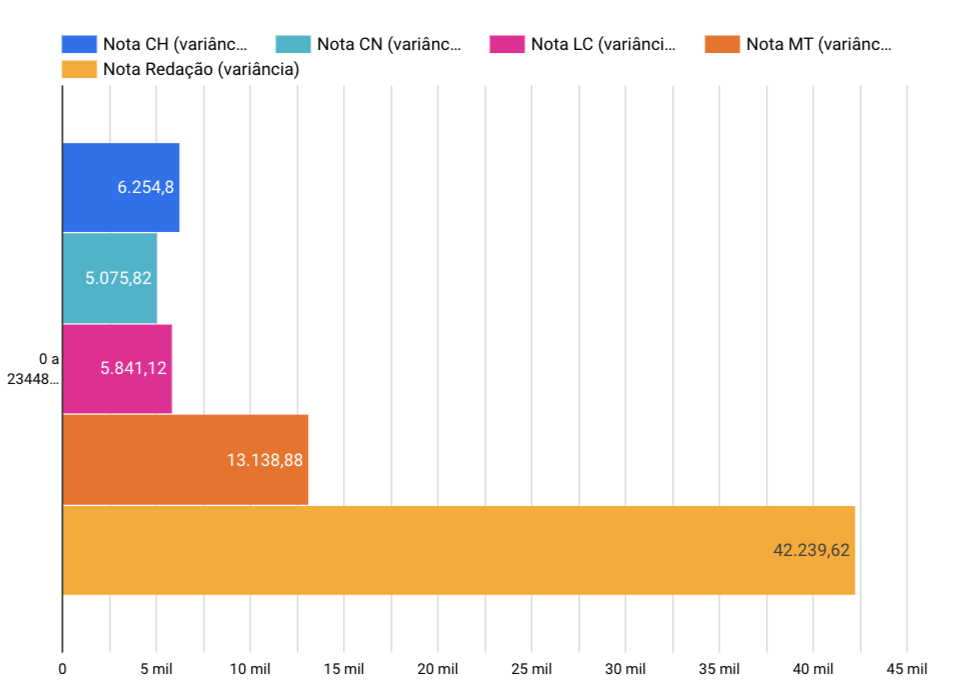 Nota CH (variânc... Nota CN (variânc... Nota LC (variânci... Nota MT (variânc...
Nota Redação (variância)
6.254,8
5.075,82
0 a
23448...
5.841,12
13.138,88
42.239,62
0 5 mil 10 mil 15 mil 20 mil 25 mil 30 mil 35 mil 40 mil 45 mil